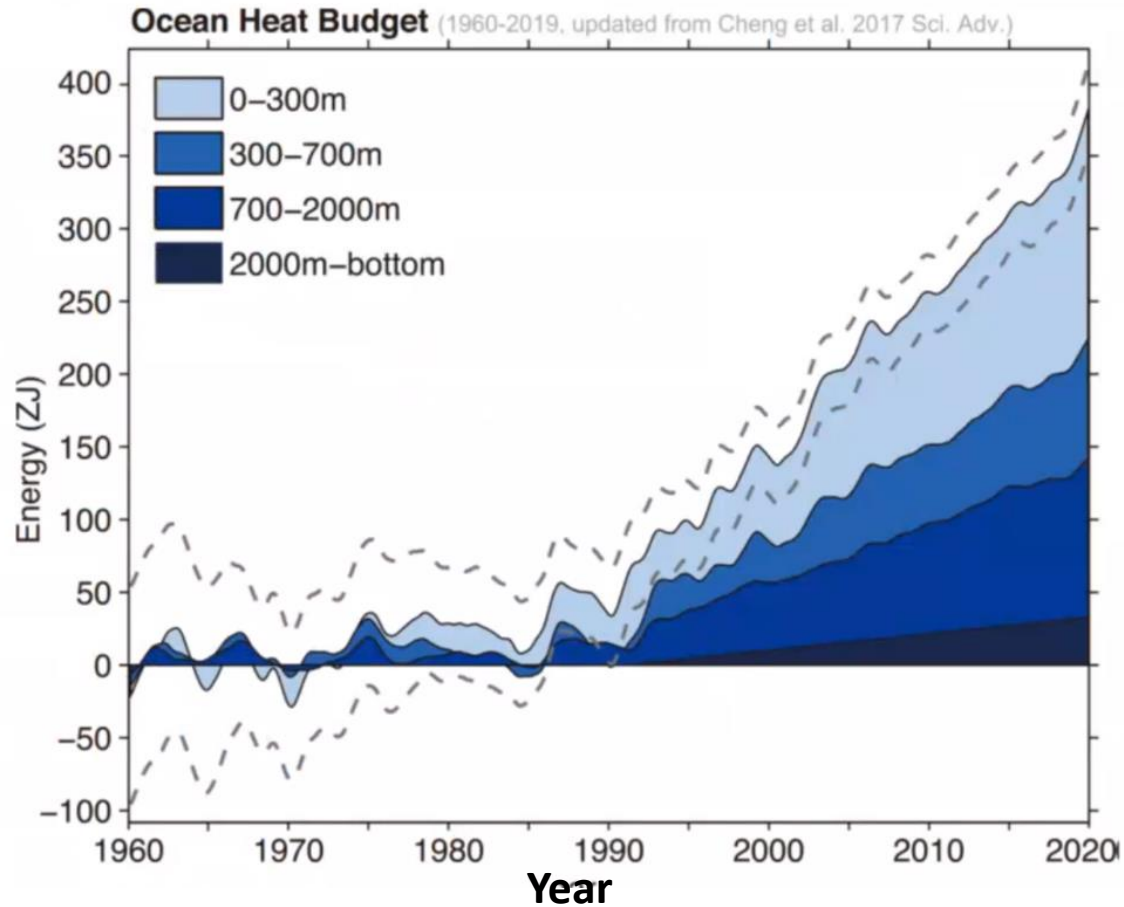 Ocean Heat Budget (1960-2019, updated from Cheng et al. 2017 Sci. Adv.)
0–300m
300–700m
700–2000m
2000m–bottom
Energy (ZJ)
400
350
300
250
200
150
100
50
0
−50
−100
1960 1970 1980 1990 2000 2010 2020
Year